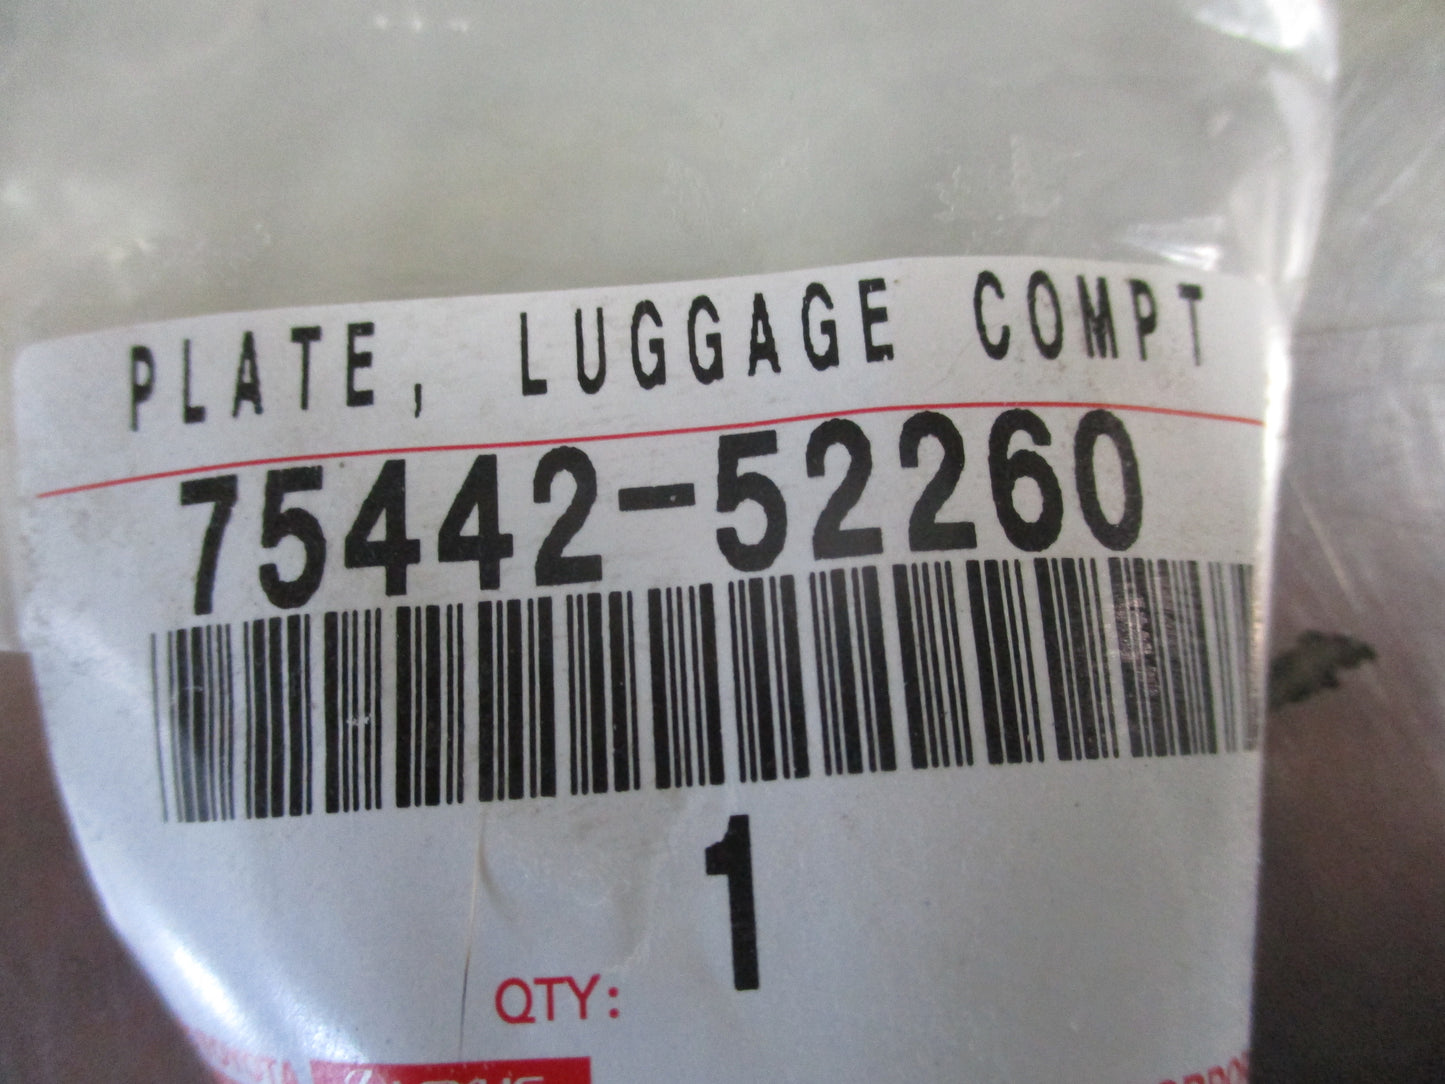 PLATE, LUGGAGE COMPT
75442-52260
1
QTY: